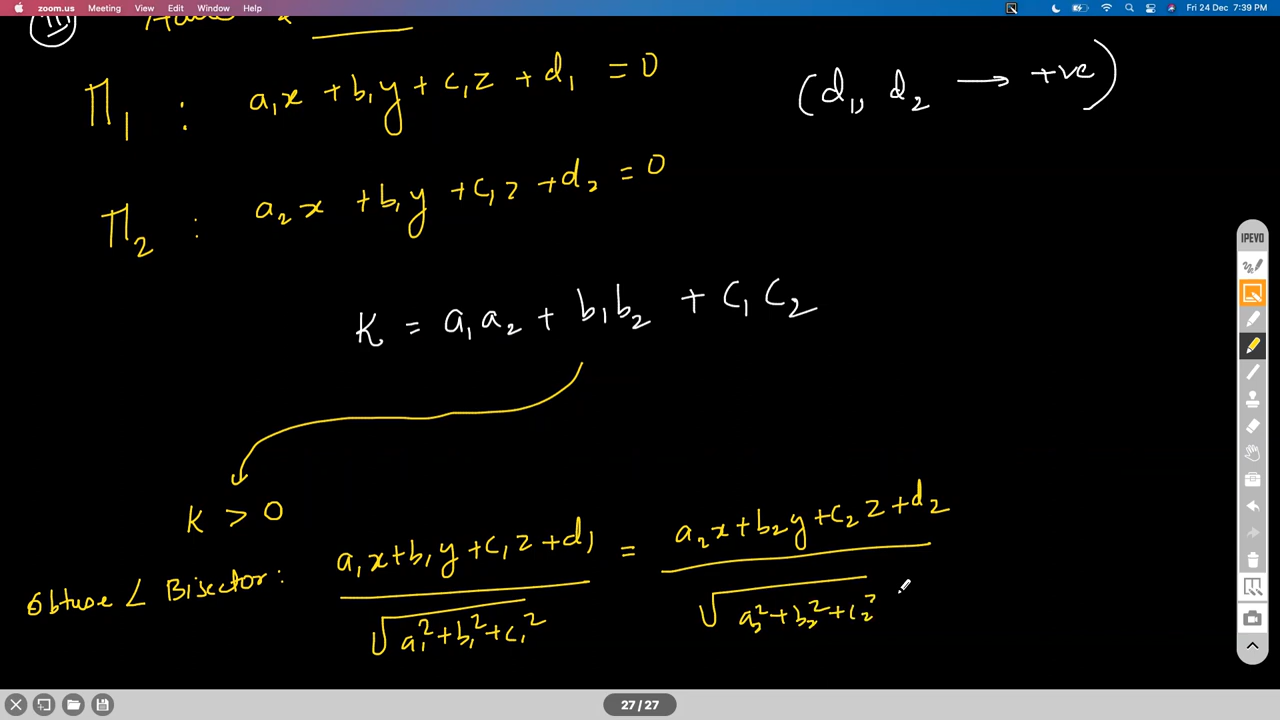 zoom.us Meeting View Edit Window Help Fri 24 Dec 7:39 PM
Π₁ : a₁x + b₁y + c₁z + d₁ = 0 (d₁, d₂ → +ve)
Π₂ : a₂x + b₁y + c₁z + d₂ = 0
IPEVO
K = a₁a₂ + b₁b₂ + c₁c₂
K > 0
Obtuse ∠ Bisector: (a₁x+b₁y+c₁z+d₁)/√(a₁²+b₁²+c₁²) = (a₂x+b₂y+c₂z+d₂)/√(a₂²+b₂²+c₂²)
27/27